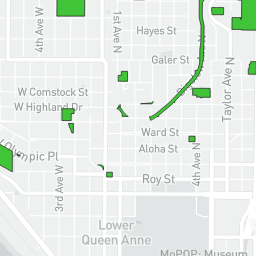 4th Ave W
1st Ave N
Hayes St
Galer St
N
Taylor Ave N
W Comstock St
W Highland Dr
Ward St
Aloha St
4th Ave N
Olympic Pl
3rd Ave W
Roy St
Lower
Queen Anne
MoPOP: Museum